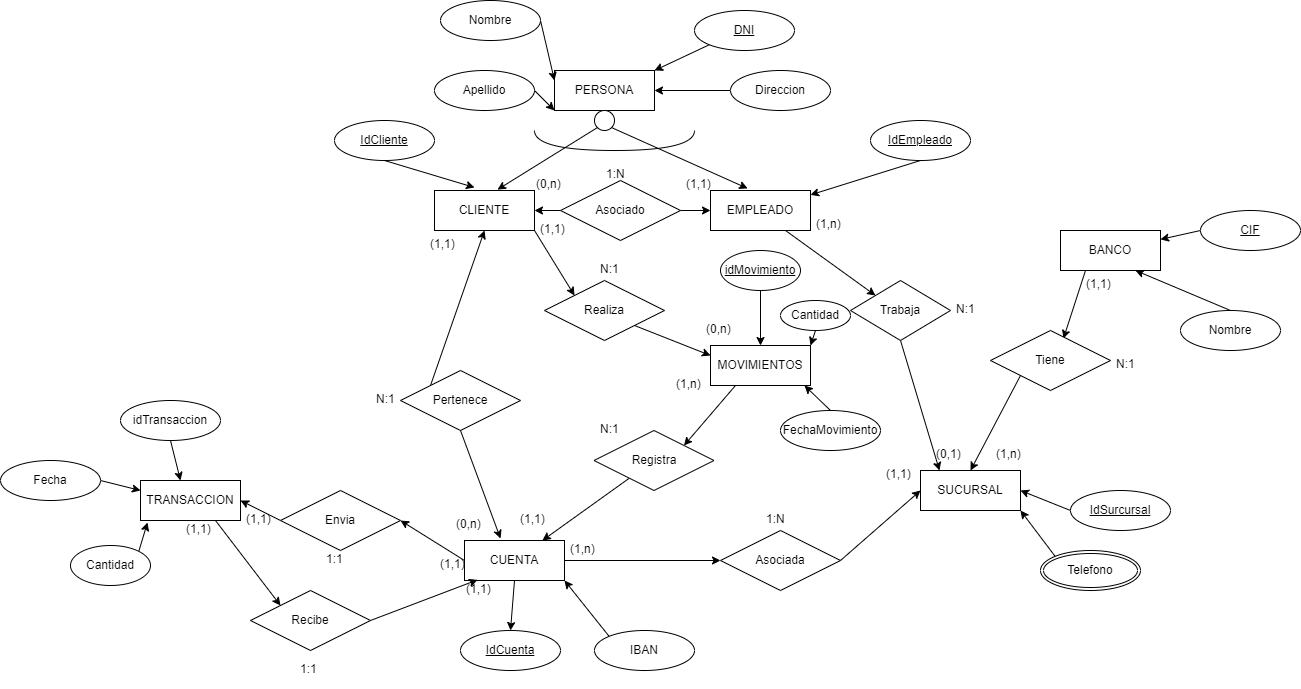 Nombre
DNI
Apellido
PERSONA
Direccion
IdCliente
IdEmpleado
1:N
(0,n)
(1,1)
CLIENTE
Asociado
EMPLEADO
(1,1)
(1,n)
(1,1)
CIF
BANCO
N:1
idMovimiento
(1,1)
Realiza
Cantidad
Trabaja
N:1
Nombre
(0,n)
MOVIMIENTOS
Tiene
N:1
(1,n)
N:1
Pertenece
idTransaccion
N:1
FechaMovimiento
Registra
(0,1)
(1,n)
Fecha
TRANSACCION
(1,1)
SUCURSAL
(1,1)
(1,1)
Envia
(0,n)
(1,1)
1:N
IdSurcursal
1:1
(1,1)
CUENTA
(1,n)
Asociada
Cantidad
Telefono
(1,1)
Recibe
IdCuenta
IBAN
1:1